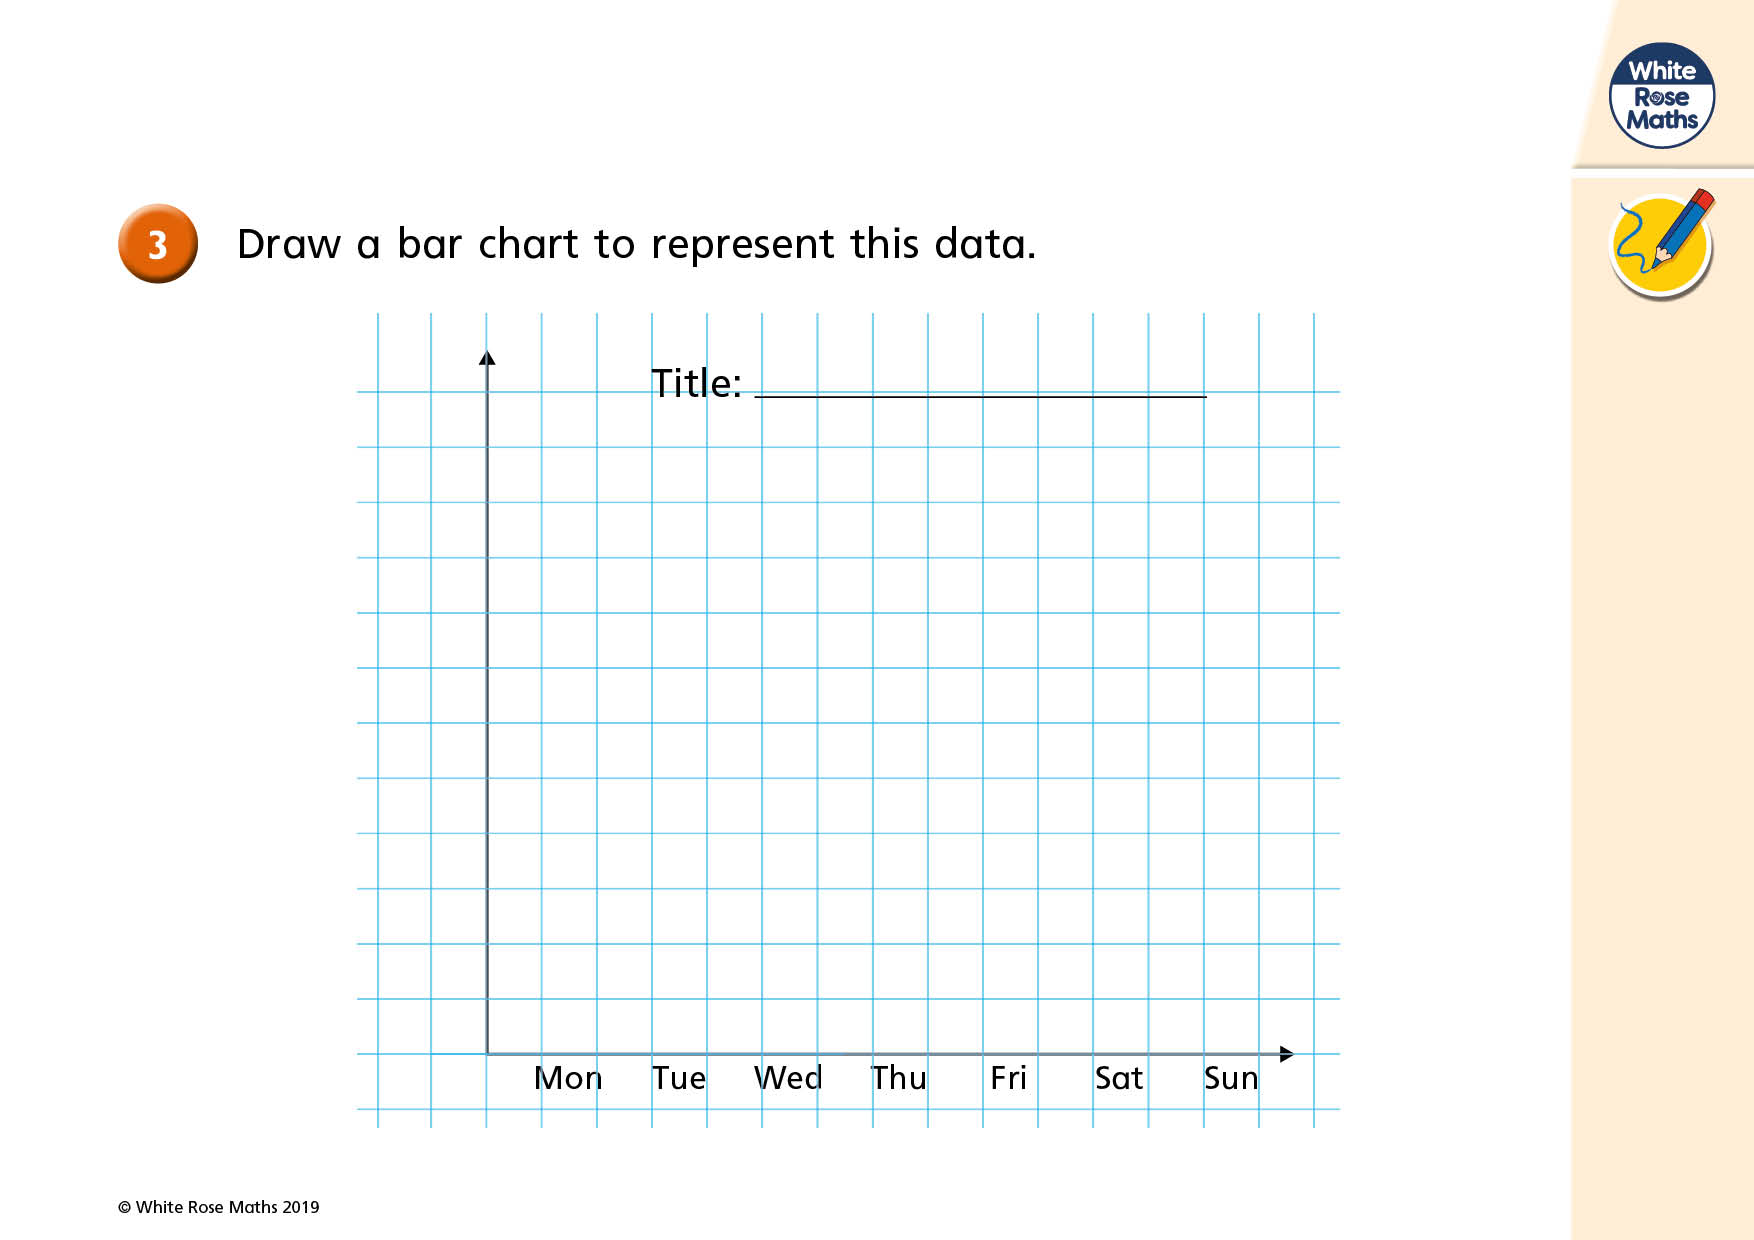 White
Rose
Maths
3 Draw a bar chart to represent this data.
Title:
Mon Tue Wed Thu Fri Sat Sun
© White Rose Maths 2019